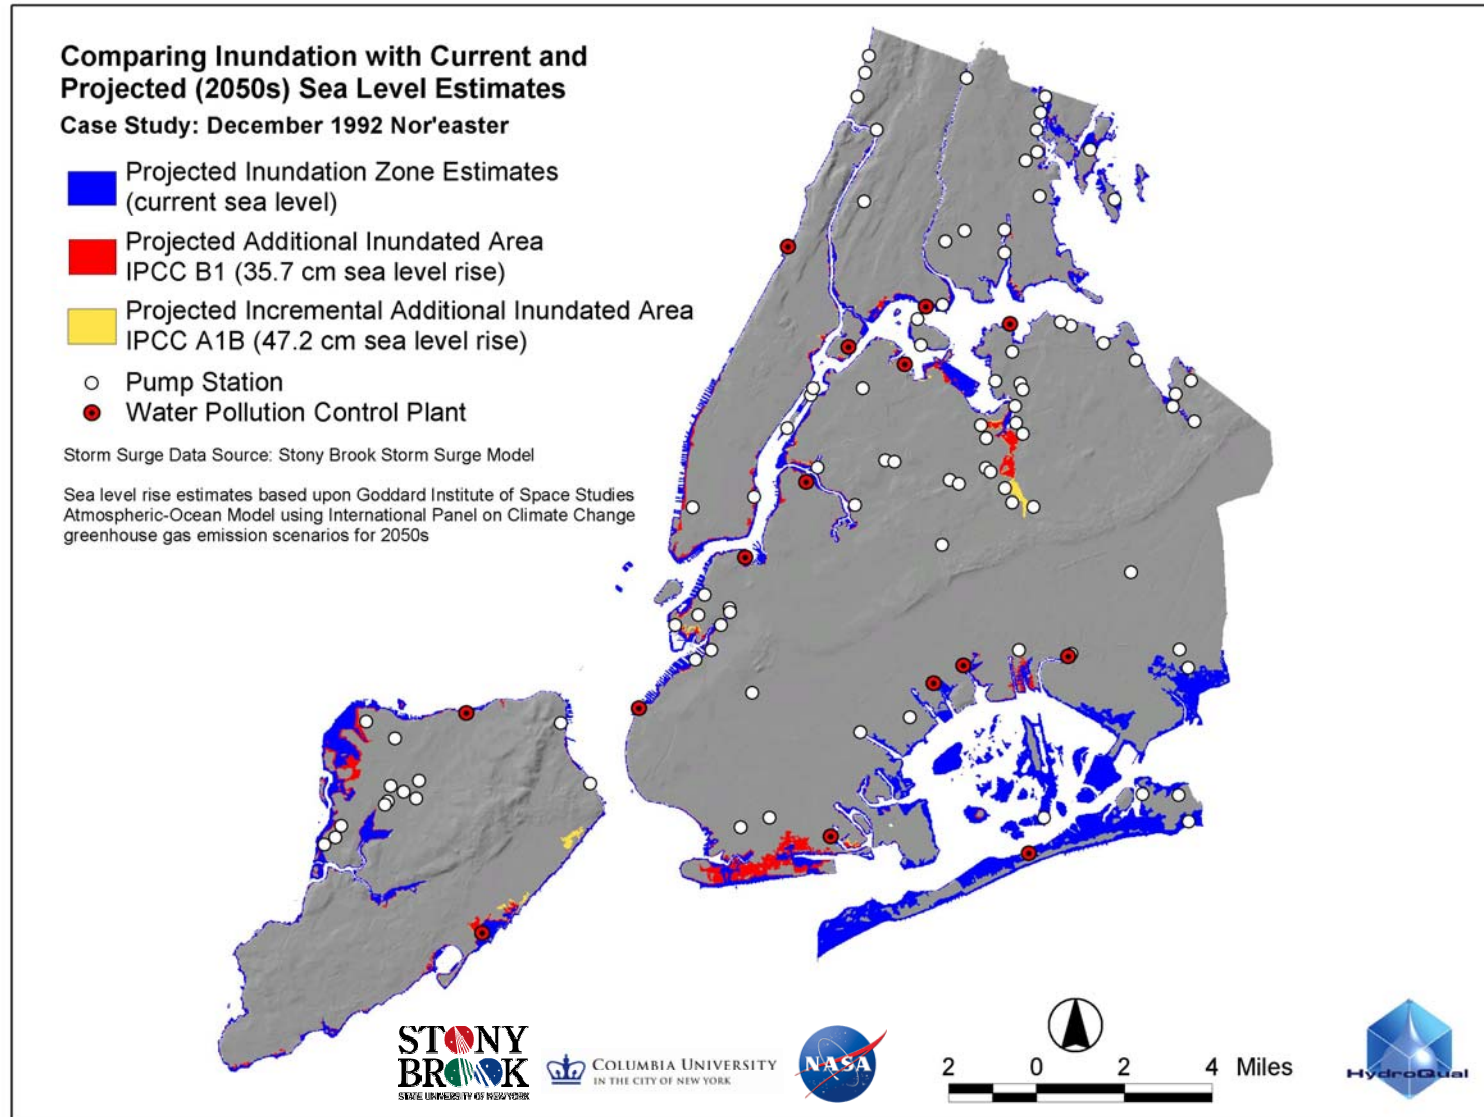 Comparing Inundation with Current and
Projected (2050s) Sea Level Estimates
Case Study: December 1992 Nor'easter
Projected Inundation Zone Estimates
(current sea level)
Projected Additional Inundated Area
IPCC B1 (35.7 cm sea level rise)
Projected Incremental Additional Inundated Area
IPCC A1B (47.2 cm sea level rise)
Pump Station
Water Pollution Control Plant
Storm Surge Data Source: Stony Brook Storm Surge Model
Sea level rise estimates based upon Goddard Institute of Space Studies
Atmospheric-Ocean Model using International Panel on Climate Change
greenhouse gas emission scenarios for 2050s
STONY
BROOK
STATE UNIVERSITY OF NEW YORK
COLUMBIA UNIVERSITY
IN THE CITY OF NEW YORK
NASA
2 0 2 4 Miles
HydroQual